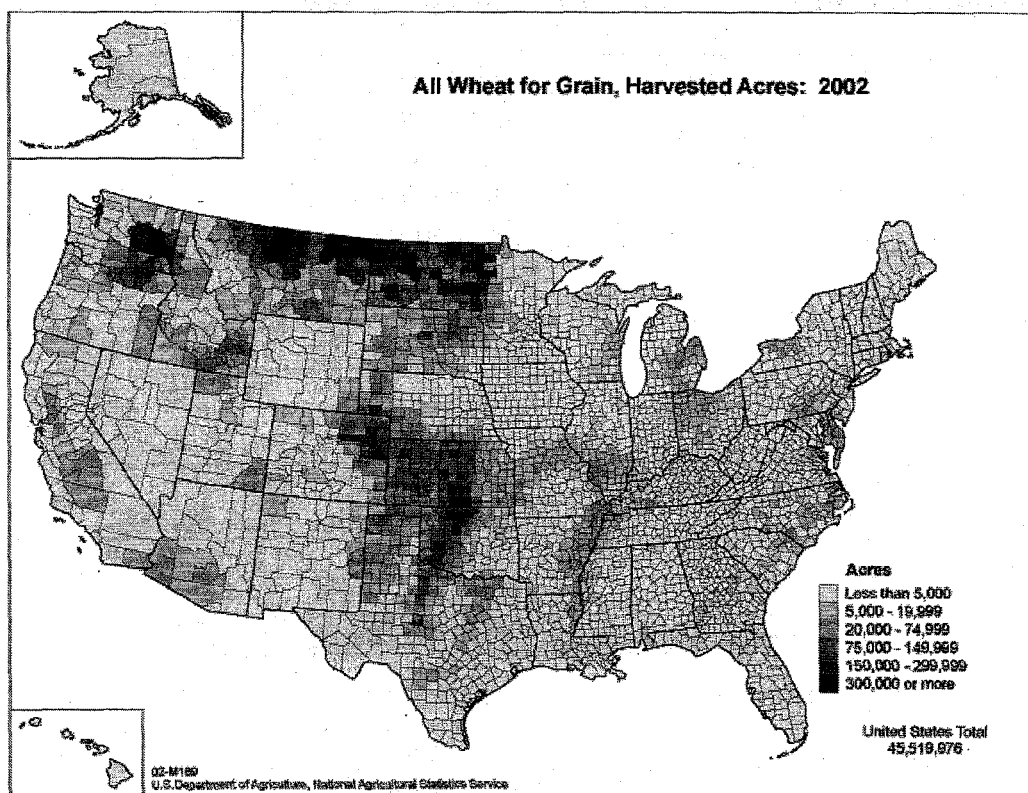 All Wheat for Grain, Harvested Acres: 2002
Acres
Less than 5,000
5,000 - 19,999
20,000 - 74,999
75,000 - 149,999
150,000 - 299,999
300,000 or more
United States Total
45,519,976
02-M160
U.S. Department of Agriculture, National Agricultural Statistics Service